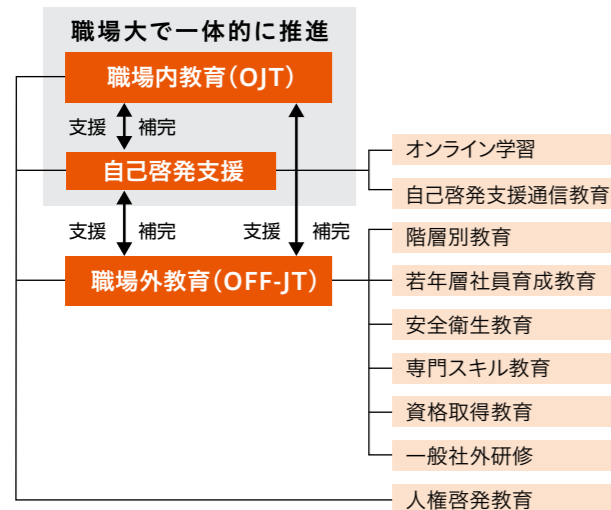 職場大で一体的に推進
職場内教育(OJT)
支援 補完
自己啓発支援
オンライン学習
自己啓発支援通信教育
支援 補完 支援 補完
階層別教育
職場外教育(OFF-JT)
若年層社員育成教育
安全衛生教育
専門スキル教育
資格取得教育
一般社外研修
人権啓発教育